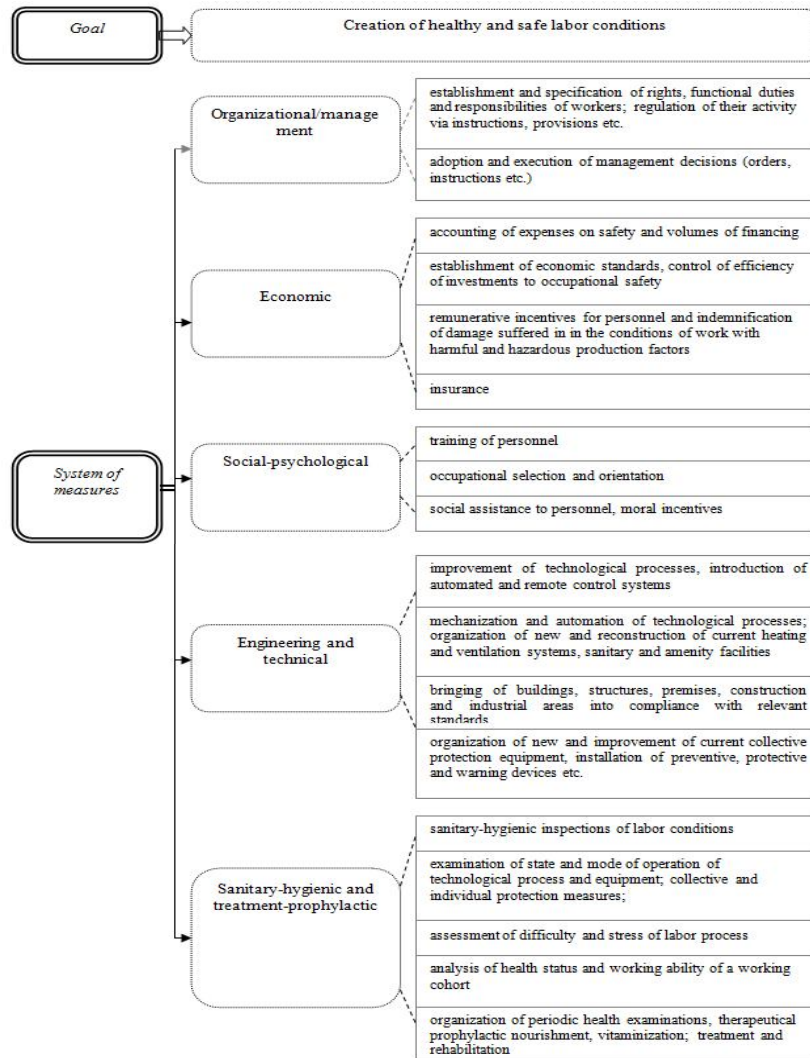 Goal
Creation of healthy and safe labor conditions
Organizational/manage
ment
establishment and specification of rights, functional duties
and responsibilities of workers; regulation of their activity
via instructions, provisions etc.
adoption and execution of management decisions (orders,
instructions etc.)
Economic
accounting of expenses on safety and volumes of financing
establishment of economic standards, control of efficiency
of investments to occupational safety
remunerative incentives for personnel and indemnification
of damage suffered in in the conditions of work with
harmful and hazardous production factors
insurance
System of
measures
Social-psychological
training of personnel
occupational selection and orientation
social assistance to personnel, moral incentives
Engineering and
technical
improvement of technological processes, introduction of
automated and remote control systems
mechanization and automation of technological processes;
organization of new and reconstruction of current heating
and ventilation systems, sanitary and amenity facilities
bringing of buildings, structures, premises, construction
and industrial areas into compliance with relevant
standards
organization of new and improvement of current collective
protection equipment, installation of preventive, protective
and warning devices etc.
Sanitary-hygienic and
treatment-prophylactic
sanitary-hygienic inspections of labor conditions
examination of state and mode of operation of
technological process and equipment; collective and
individual protection measures;
assessment of difficulty and stress of labor process
analysis of health status and working ability of a working
cohort
organization of periodic health examinations, therapeutical
prophylactic nourishment, vitaminization; treatment and
rehabilitation